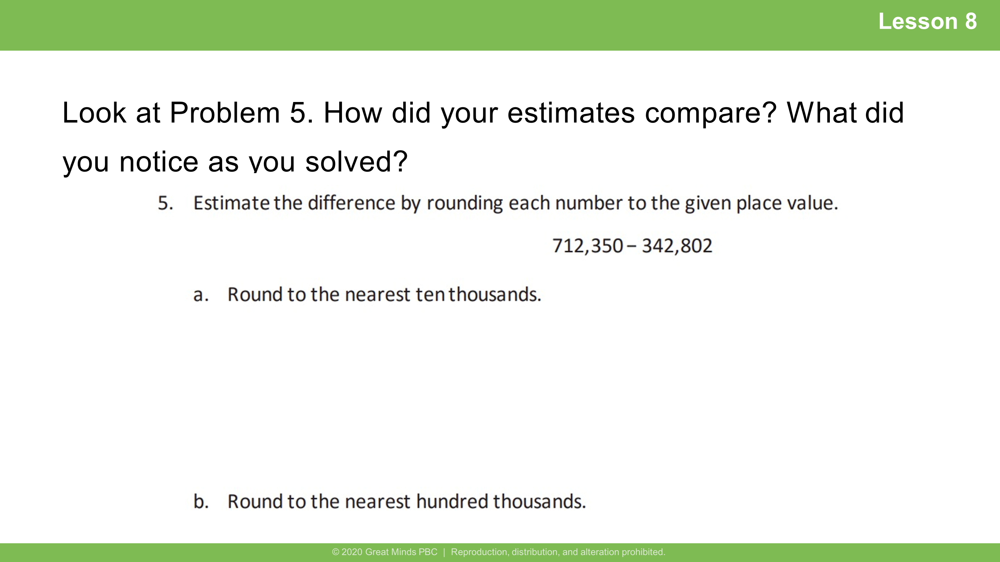 Lesson 8
Look at Problem 5. How did your estimates compare? What did
you notice as you solved?
5. Estimate the difference by rounding each number to the given place value.
712,350 – 342,802
a. Round to the nearest ten thousands.
b. Round to the nearest hundred thousands.
© 2020 Great Minds PBC | Reproduction, distribution, and alteration prohibited.